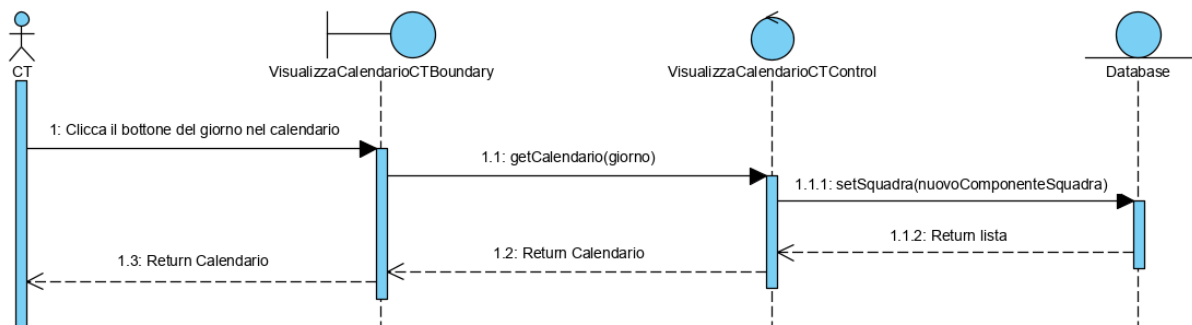 CT
VisualizzaCalendarioCTBoundary
VisualizzaCalendarioCTControl
Database
1: Clicca il bottone del giorno nel calendario
1.1: getCalendario(giorno)
1.1.1: setSquadra(nuovoComponenteSquadra)
1.1.2: Return lista
1.2: Return Calendario
1.3: Return Calendario